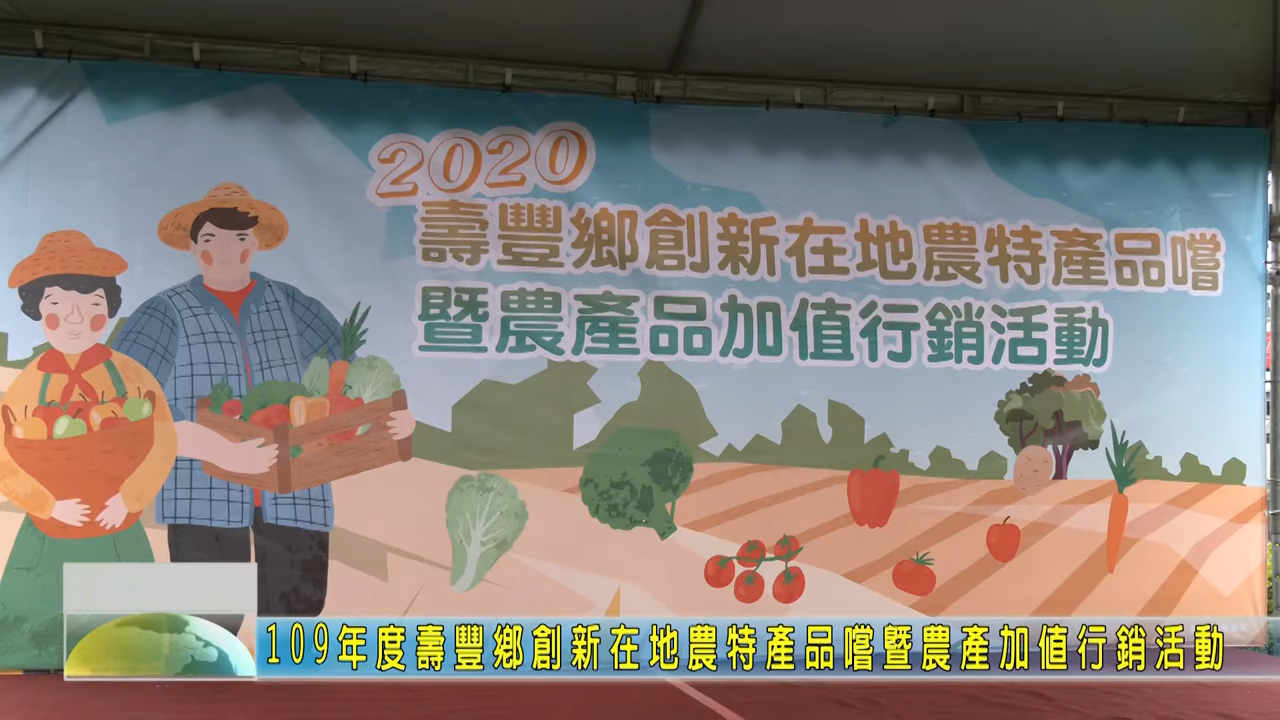 2020
壽豐鄉創新在地農特產品嚐
暨農產品加值行銷活動
109年度壽豐鄉創新在地農特產品嚐暨農產加值行銷活動